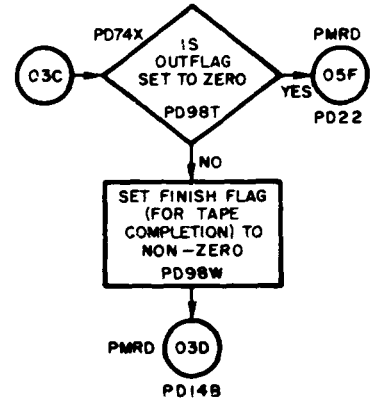 PD74X
IS
OUTFLAG
SET TO ZERO
PD98T
03C
PMRD
05F
YES
PD22
NO
SET FINISH FLAG
(FOR TAPE
COMPLETION) TO
NON-ZERO
PD98W
PMRD
03D
PD14B